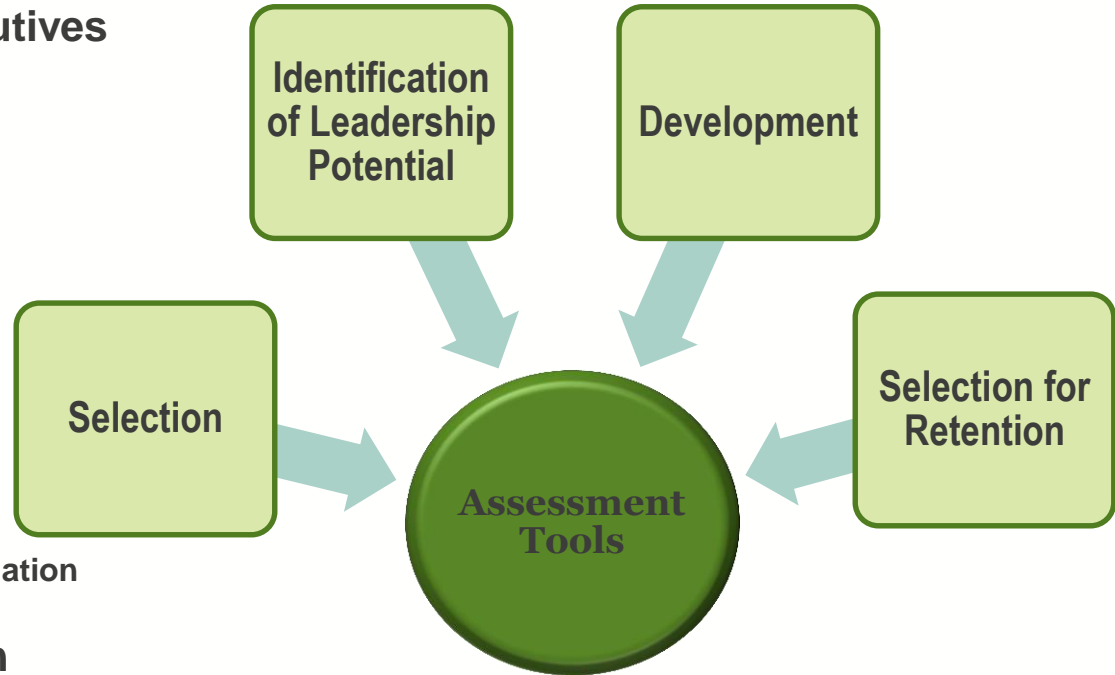 utives
Identification
of Leadership
Potential
Development
Selection
Selection for
Retention
Assessment
Tools
ation
n